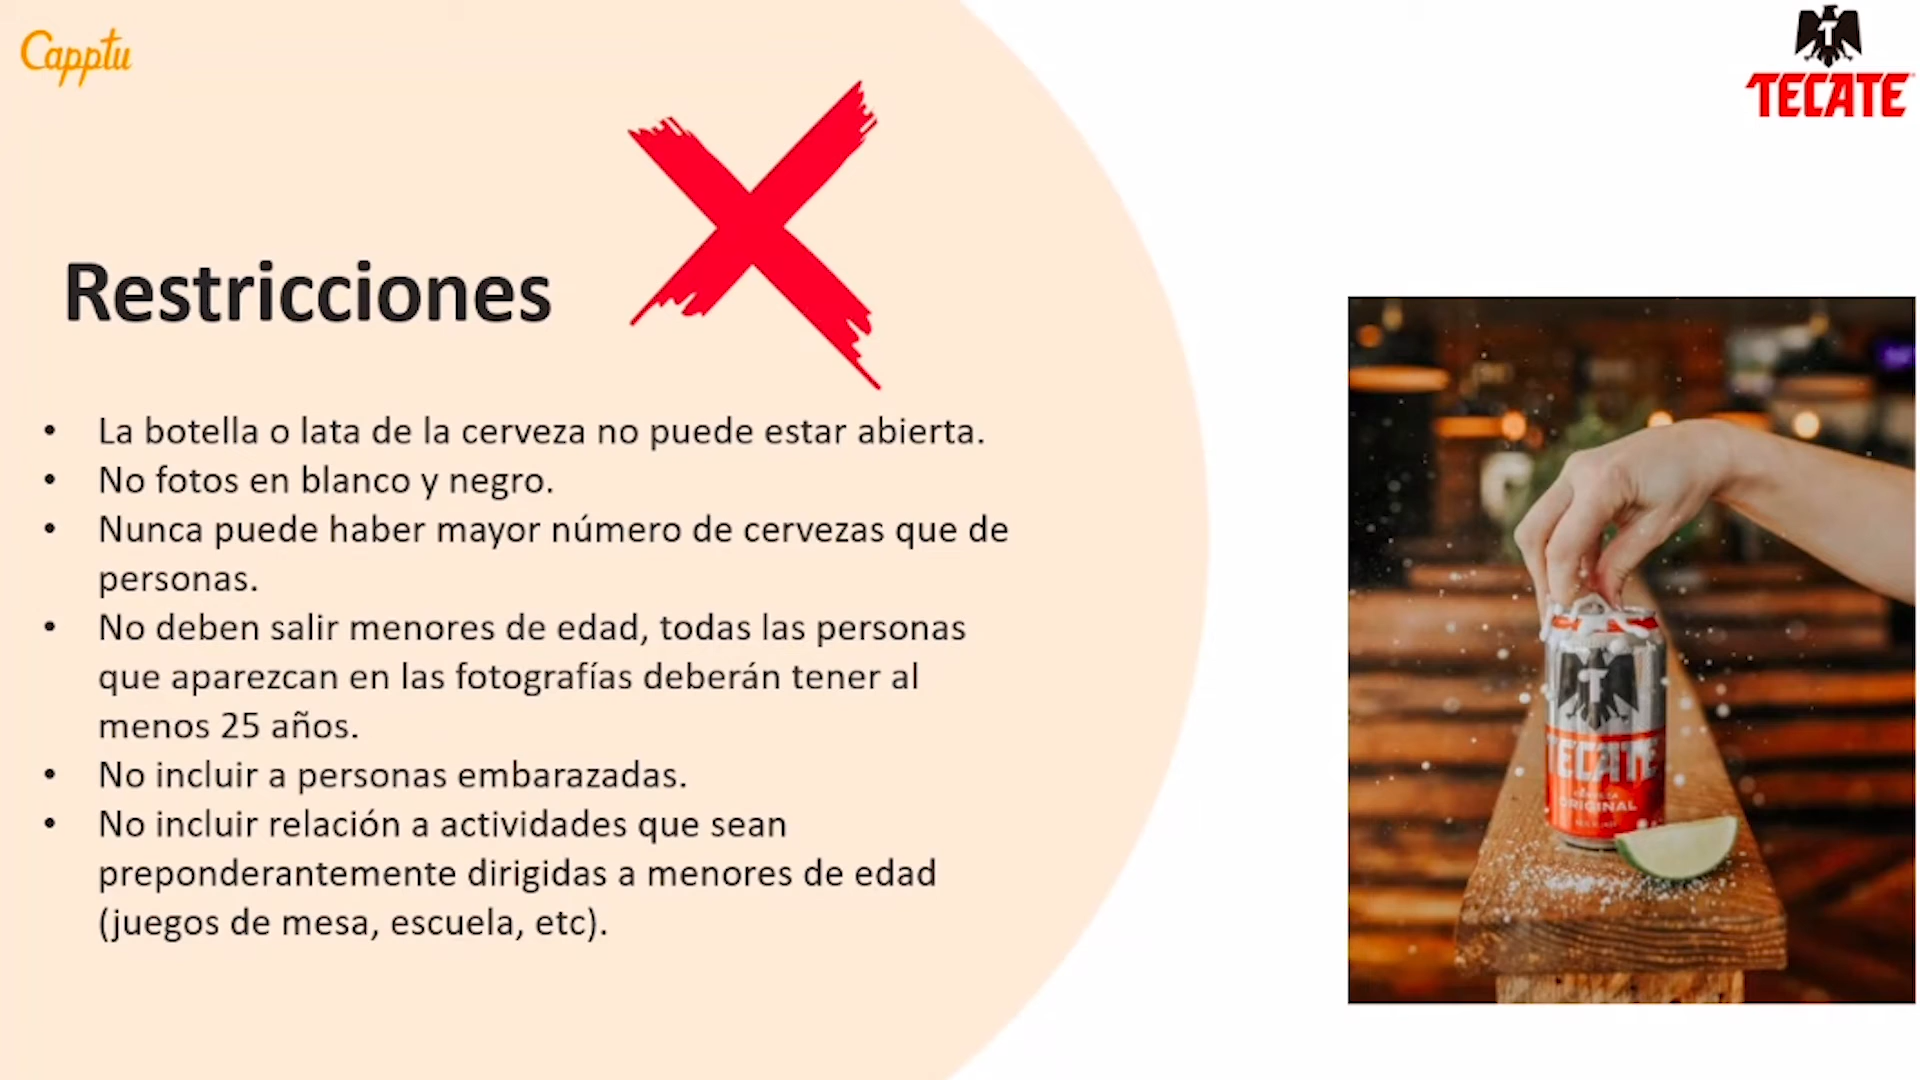 Capptu
TECATE
Restricciones
• La botella o lata de la cerveza no puede estar abierta.
• No fotos en blanco y negro.
• Nunca puede haber mayor número de cervezas que de
personas.
• No deben salir menores de edad, todas las personas
que aparezcan en las fotografías deberán tener al
menos 25 años.
• No incluir a personas embarazadas.
• No incluir relación a actividades que sean
preponderantemente dirigidas a menores de edad
(juegos de mesa, escuela, etc).
T
TECATE
CERVEZA
ORIGINAL